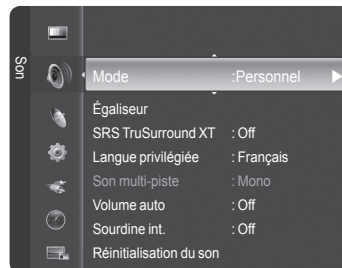 Son
Mode :Personnel
Égaliseur
SRS TruSurround XT : Off
Langue privilégiée : Français
Son multi-piste : Mono
Volume auto : Off
Sourdine int. : Off
Réinitialisation du son